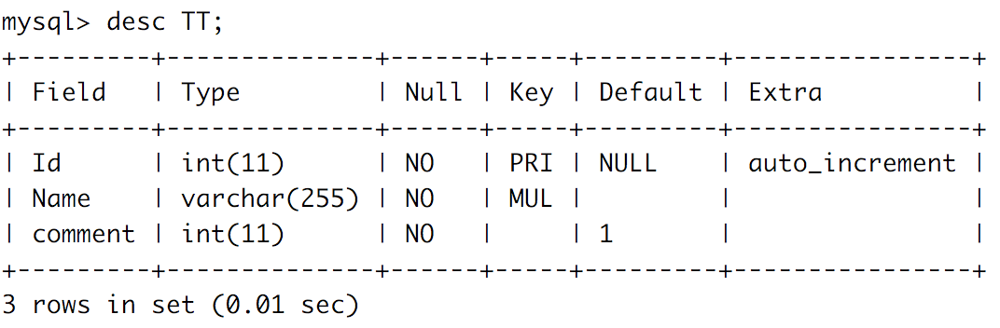 mysql> desc TT;
+---------+--------------+------+-----+---------+----------------+
| Field   | Type         | Null | Key | Default | Extra          |
+---------+--------------+------+-----+---------+----------------+
| Id      | int(11)      | NO   | PRI | NULL    | auto_increment |
| Name    | varchar(255) | NO   | MUL |         |                |
| comment | int(11)      | NO   |     | 1       |                |
+---------+--------------+------+-----+---------+----------------+
3 rows in set (0.01 sec)